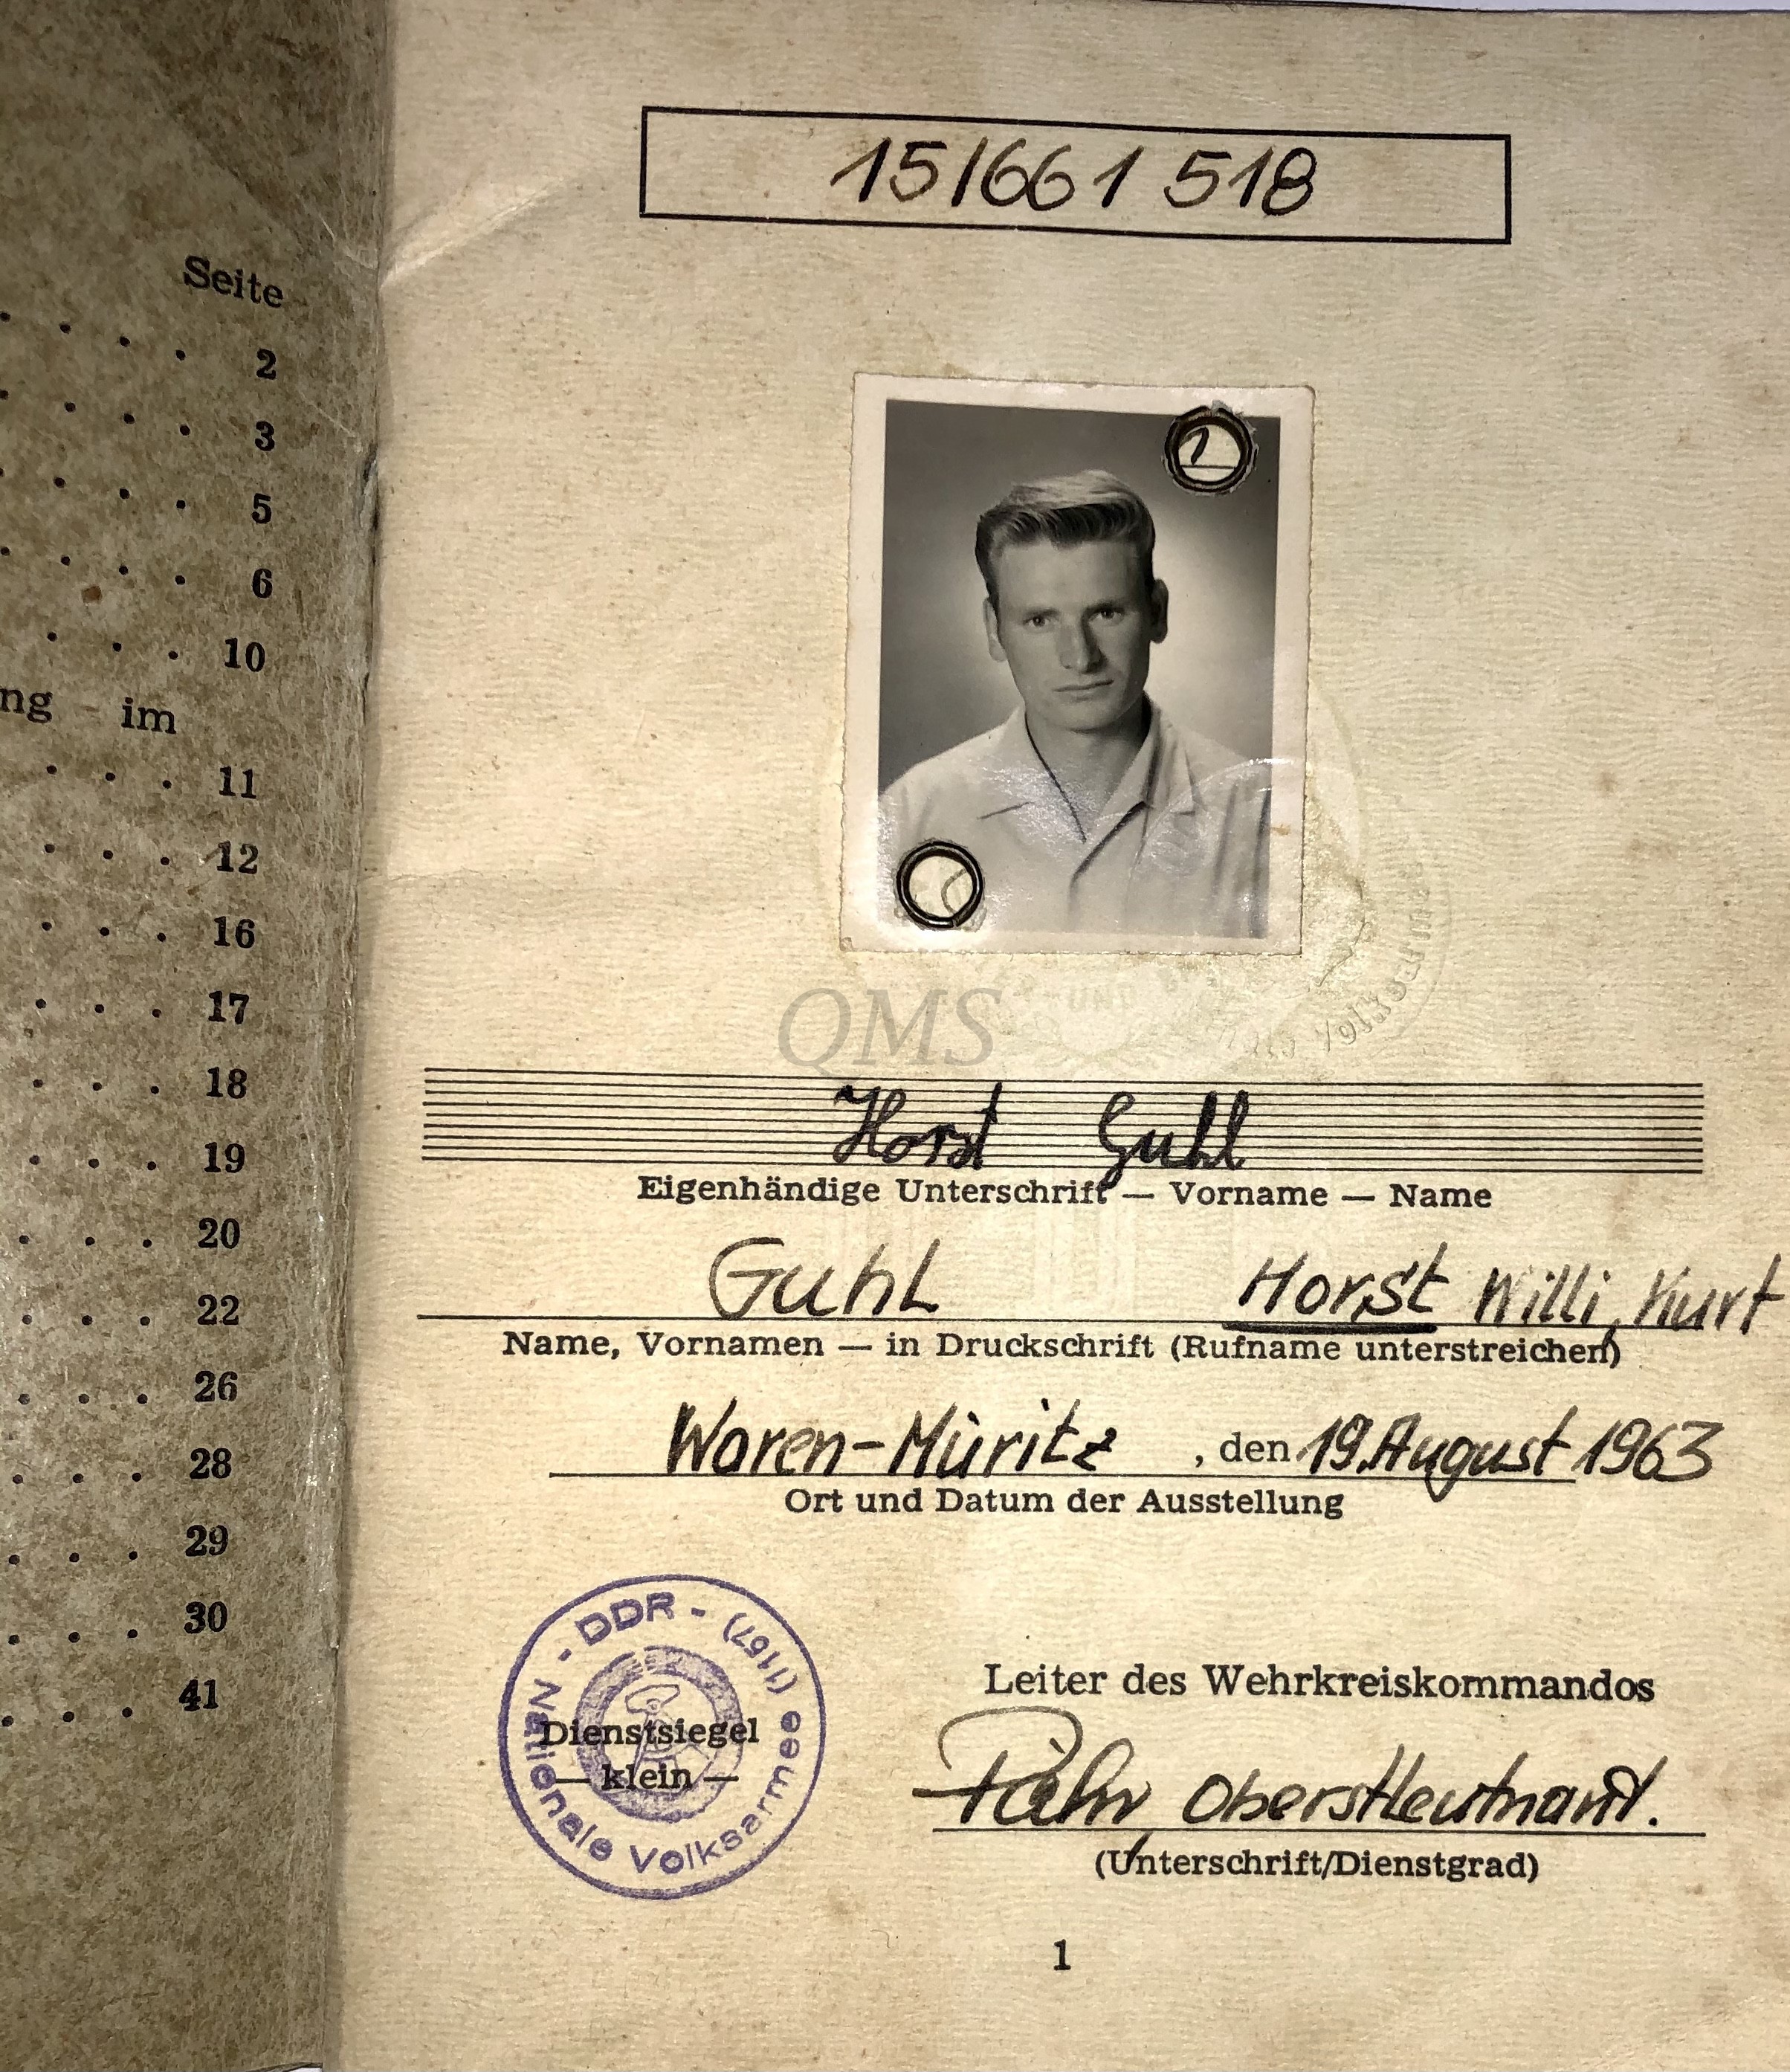 Seite
2
3
5
6
10
ng im
11
12
16
17
18
19
20
22
26
28
29
30
41
15/661 518
QMS
Horst Guhl
Eigenhändige Unterschrift — Vorname — Name
Guhl Horst Willi, Kurt
Name, Vornamen — in Druckschrift (Rufname unterstreichen)
Waren-Müritz , den 19. August 1963
Ort und Datum der Ausstellung
- DDR - (1157)
Nationale Volksarmee
Dienstsiegel
— klein —
Leiter des Wehrkreiskommandos
Oberstleutnant.
(Unterschrift/Dienstgrad)
1